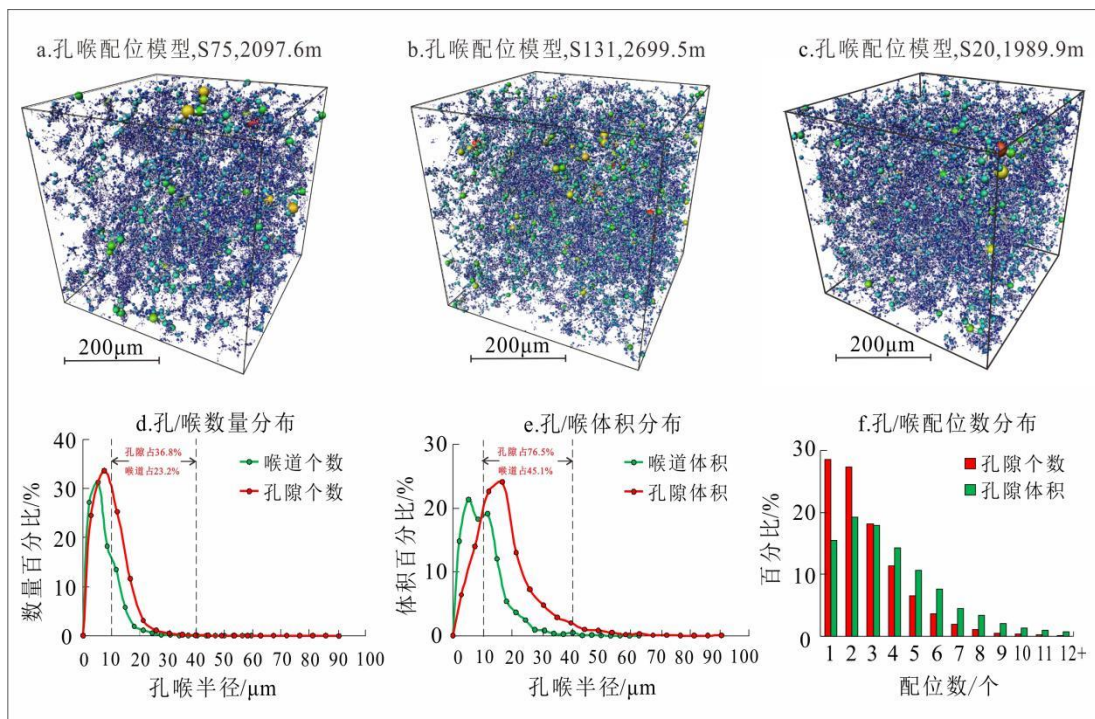 a.孔喉配位模型,S75,2097.6m
b.孔喉配位模型,S131,2699.5m
c.孔喉配位模型,S20,1989.9m
200μm
200μm
200μm
d.孔/喉数量分布
孔隙占36.8%
喉道占23.2%
喉道个数
孔隙个数
数量百分比/%
40
30
20
10
0
0 10 20 30 40 50 60 70 80 90 100
孔喉半径/μm
e.孔/喉体积分布
孔隙占76.5%
喉道占45.1%
喉道体积
孔隙体积
体积百分比/%
30
20
10
0
0 10 20 30 40 50 60 70 80 90 100
孔喉半径/μm
f.孔/喉配位数分布
孔隙个数
孔隙体积
百分比/%
30
20
10
0
1 2 3 4 5 6 7 8 9 10 11 12+
配位数/个